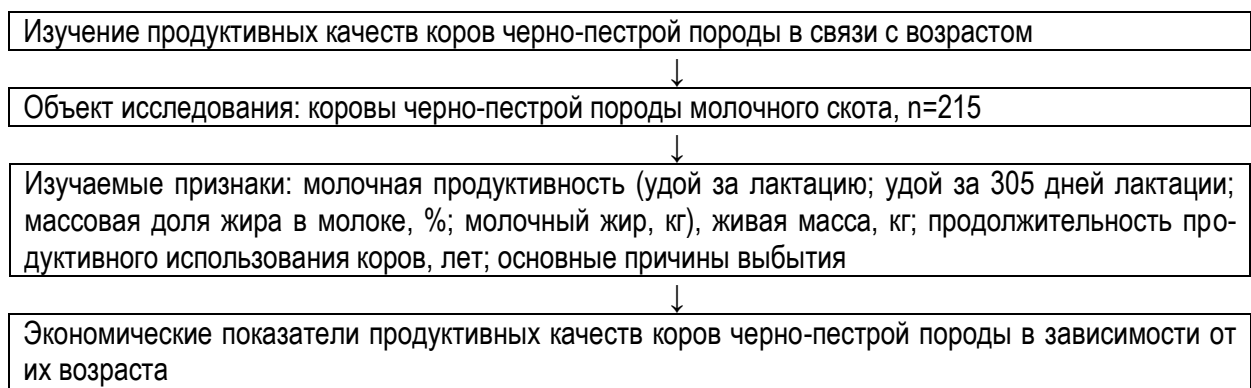 Изучение продуктивных качеств коров черно-пестрой породы в связи с возрастом
↓
Объект исследования: коровы черно-пестрой породы молочного скота, n=215
↓
Изучаемые признаки: молочная продуктивность (удой за лактацию; удой за 305 дней лактации;
массовая доля жира в молоке, %; молочный жир, кг), живая масса, кг; продолжительность про-
дуктивного использования коров, лет; основные причины выбытия
↓
Экономические показатели продуктивных качеств коров черно-пестрой породы в зависимости от
их возраста